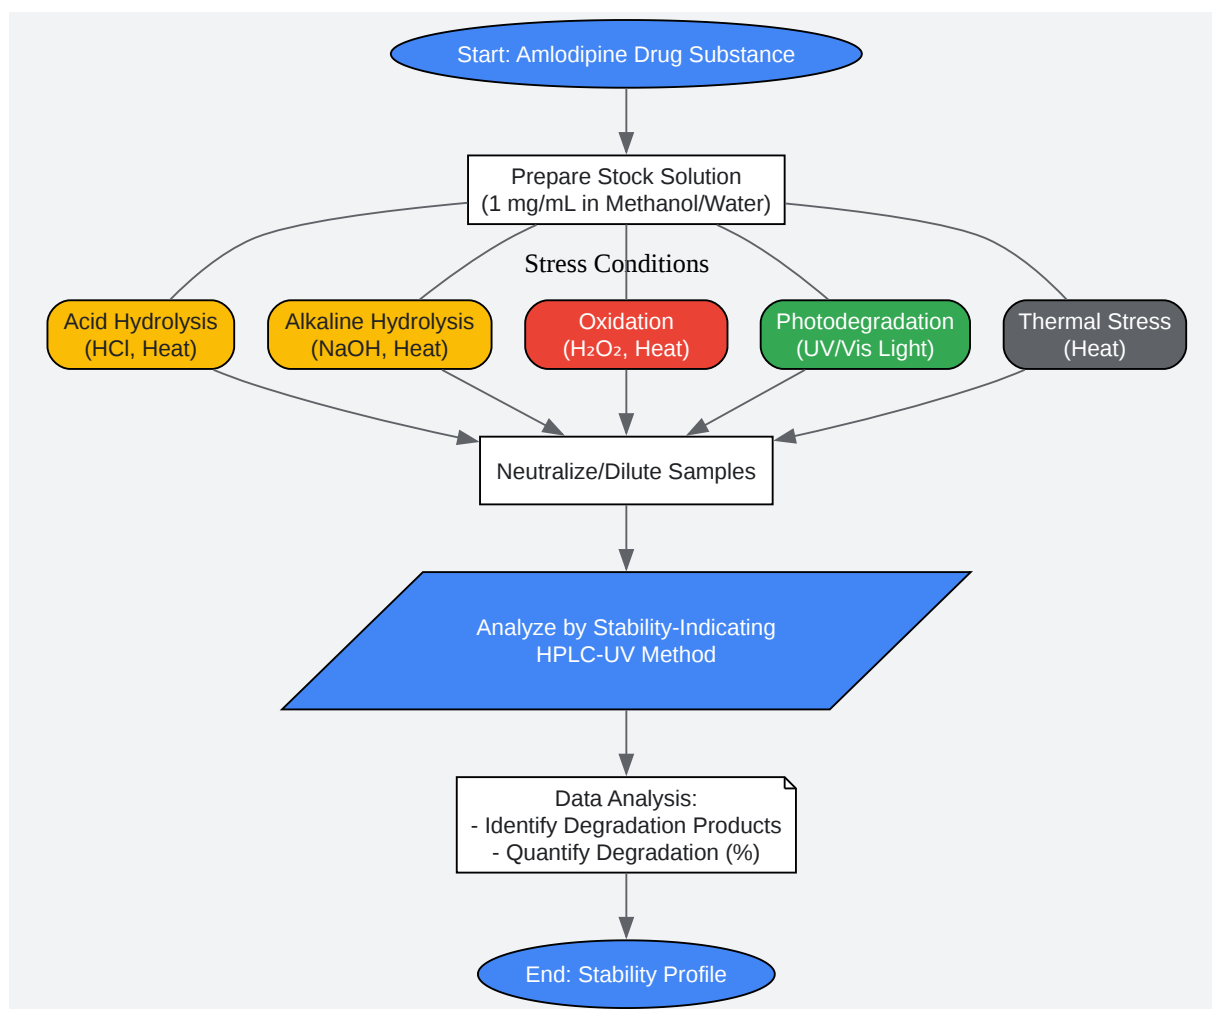 Start: Amlodipine Drug Substance
Prepare Stock Solution
(1 mg/mL in Methanol/Water)
Stress Conditions
Acid Hydrolysis
(HCl, Heat)
Alkaline Hydrolysis
(NaOH, Heat)
Oxidation
(H₂O₂, Heat)
Photodegradation
(UV/Vis Light)
Thermal Stress
(Heat)
Neutralize/Dilute Samples
Analyze by Stability-Indicating
HPLC-UV Method
Data Analysis:
- Identify Degradation Products
- Quantify Degradation (%)
End: Stability Profile